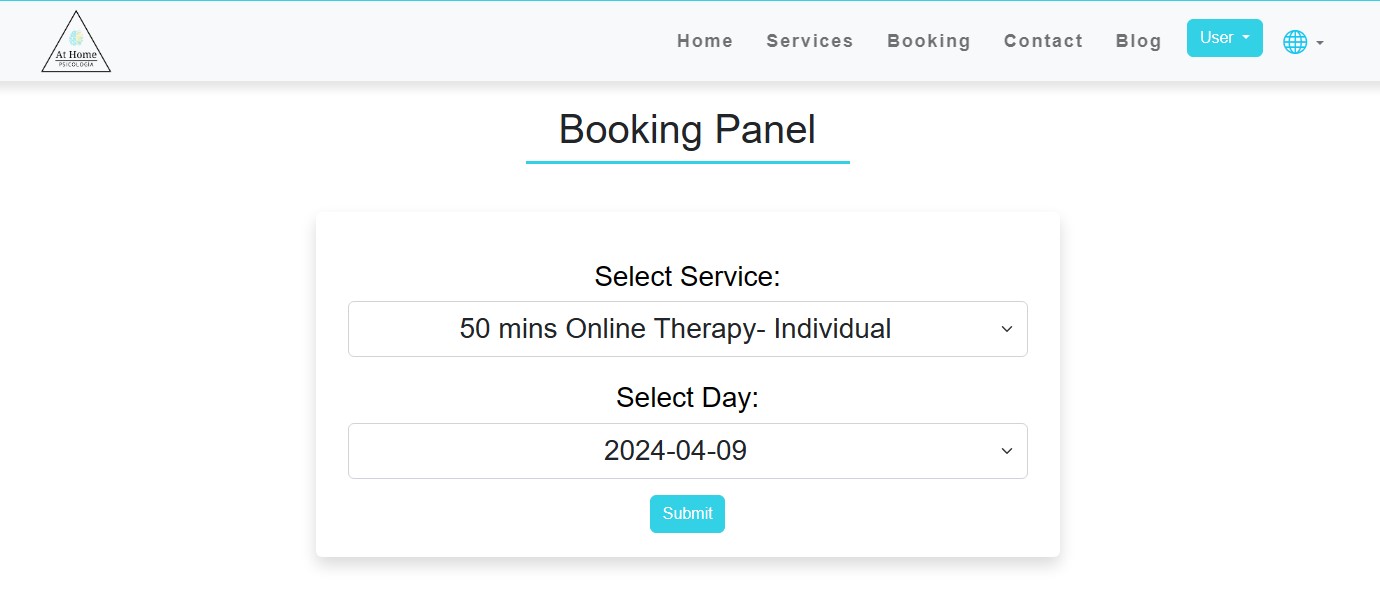 At Home
PSICOLOGÍA
Home Services Booking Contact Blog User
Booking Panel
Select Service:
50 mins Online Therapy- Individual
Select Day:
2024-04-09
Submit